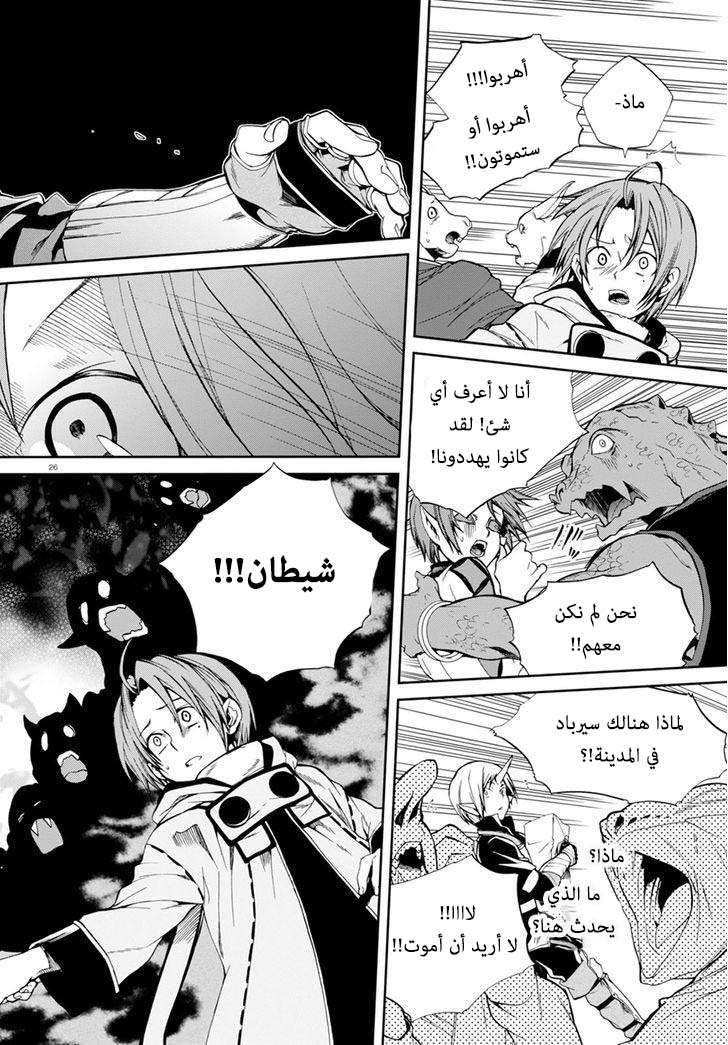 ماذ-
أهربوا!!!!
أهربوا أو
ستموتون!!
أنا لا أعرف أي
شئ! لقد
كانوا يهددونا!
نحن لم نكن
معهم!!
لماذا هنالك سيرباد
في المدينة!؟
ماذا؟
ما الذي
يحدث هنا؟
لاااا!!
لا أريد أن أموت!!
26
شيطان!!!